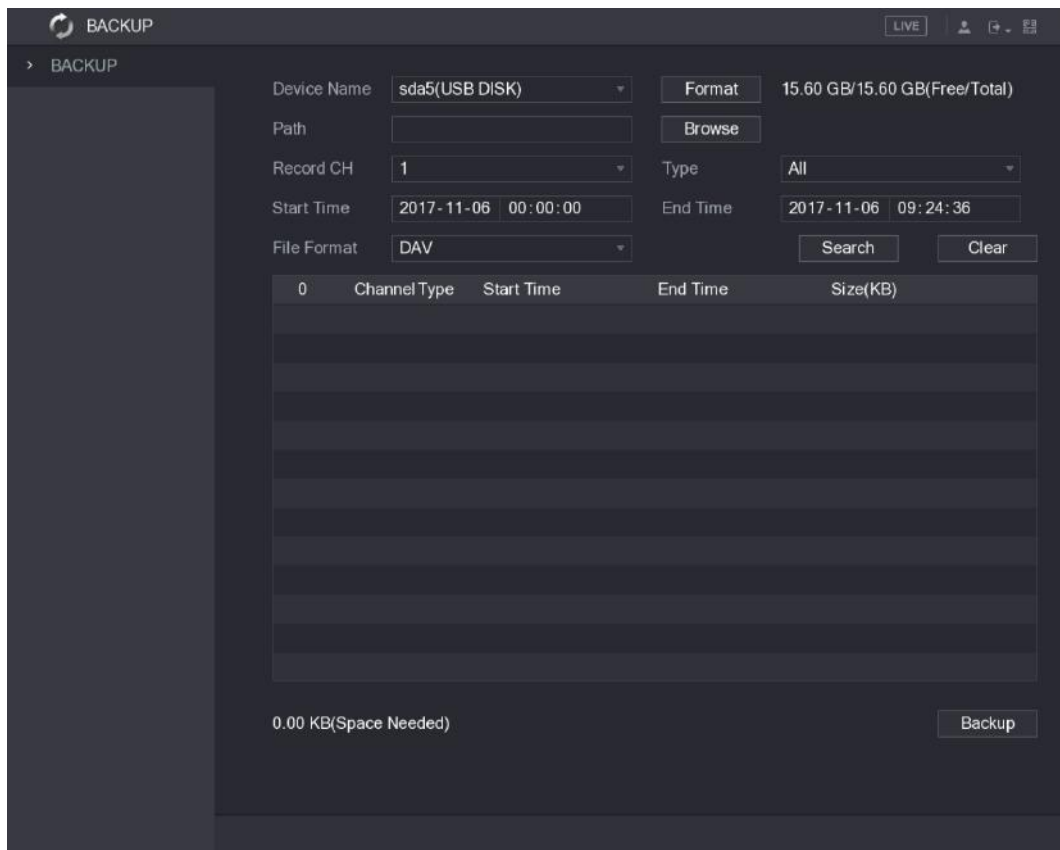 BACKUP LIVE
> BACKUP
Device Name sda5(USB DISK) Format 15.60 GB/15.60 GB(Free/Total)
Path Browse
Record CH 1 Type All
Start Time 2017-11-06 00:00:00 End Time 2017-11-06 09:24:36
File Format DAV Search Clear
0 Channel Type Start Time End Time Size(KB)
0.00 KB(Space Needed) Backup